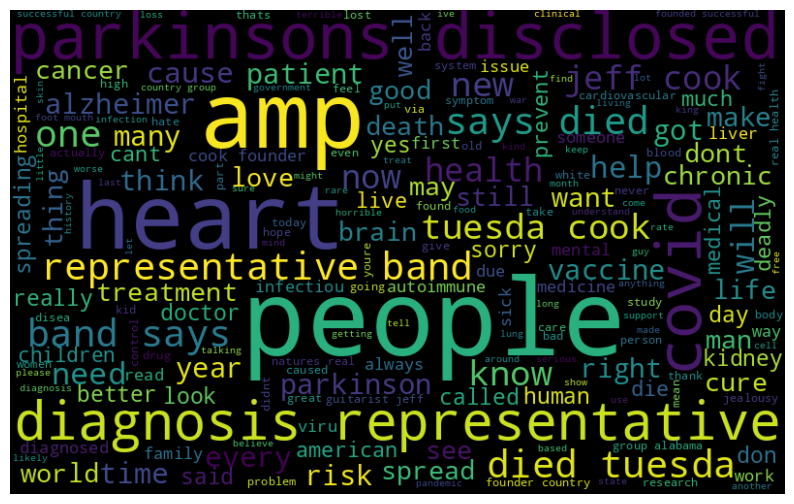 successful country loss thats terrible lost ive clinical founded successful
parkinsons disclosed
cancer cause patient well back system issue new jeff cook
skin high country group government feel find lot fight
hospital alzheimer amp good put via symptom war cardiovascular living king much make
foot mouth infection hate death says died
one many yes first prevent someone got liver real health
little actually cant cook founder part even treat old kind keep blood dont
worse think love now health help chronic
spreading thing last sure might rare may still want white never
history let today horrible live found month come rate
heart hope food take understand guy medical will deadly
mind brain tuesda cook mental covid free
youre give sorry due anything
representative band vaccine
really treatment infectiou going autoimmune medicine study life
disea kid doctor sick long support body
band says people care bad person made man day way cell
control drug getting tell lung
children women talking natures real always around serious right kidney
need year parkinson know thank
please read caused show die cure
diagnosis better look didnt great guitarist jeff called human use mean jealousy
diagnosis representative
viru
diagnosed family american see believe based group alabama don
likely every died tuesda
world time said problem risk spread pandemic founder country state research work another